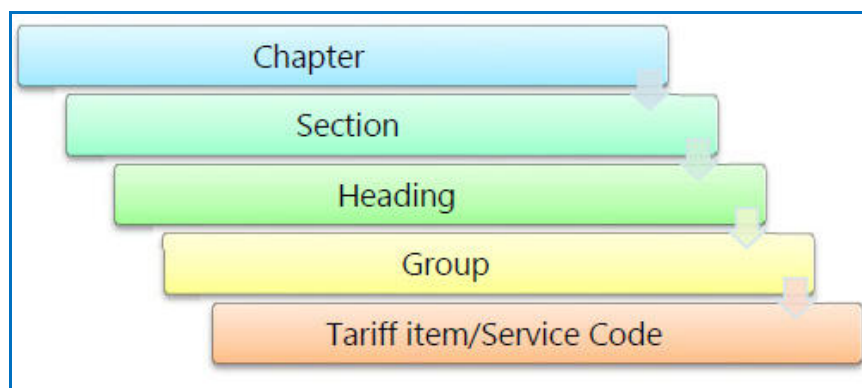 Chapter
Section
Heading
Group
Tariff item/Service Code